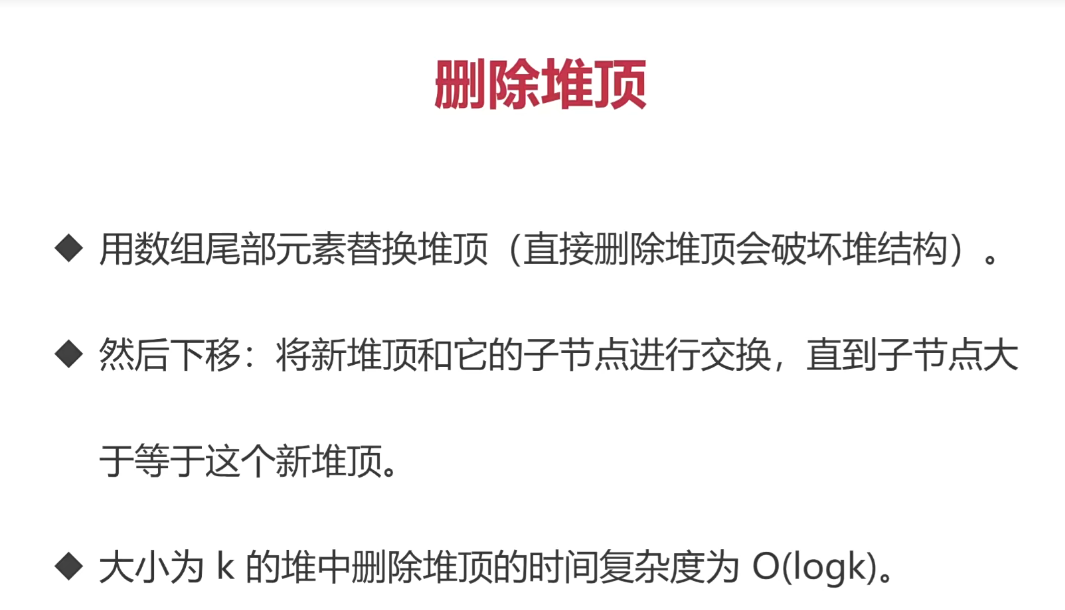 删除堆顶
◆ 用数组尾部元素替换堆顶（直接删除堆顶会破坏堆结构）。
◆ 然后下移：将新堆顶和它的子节点进行交换，直到子节点大
于等于这个新堆顶。
◆ 大小为 k 的堆中删除堆顶的时间复杂度为 O(logk)。